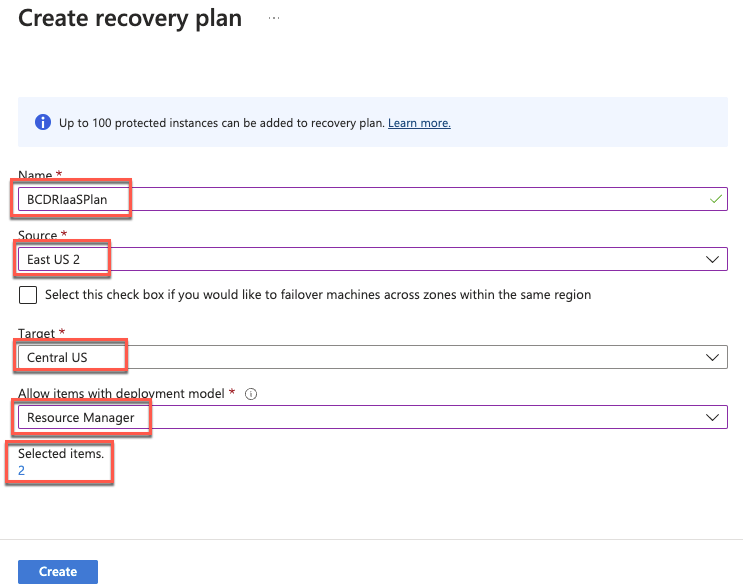 Create recovery plan ...
Up to 100 protected instances can be added to recovery plan. Learn more.
Name *
BCDRIaaSPlan
Source *
East US 2
Select this check box if you would like to failover machines across zones within the same region
Target *
Central US
Allow items with deployment model *
Resource Manager
Selected items.
2
Create